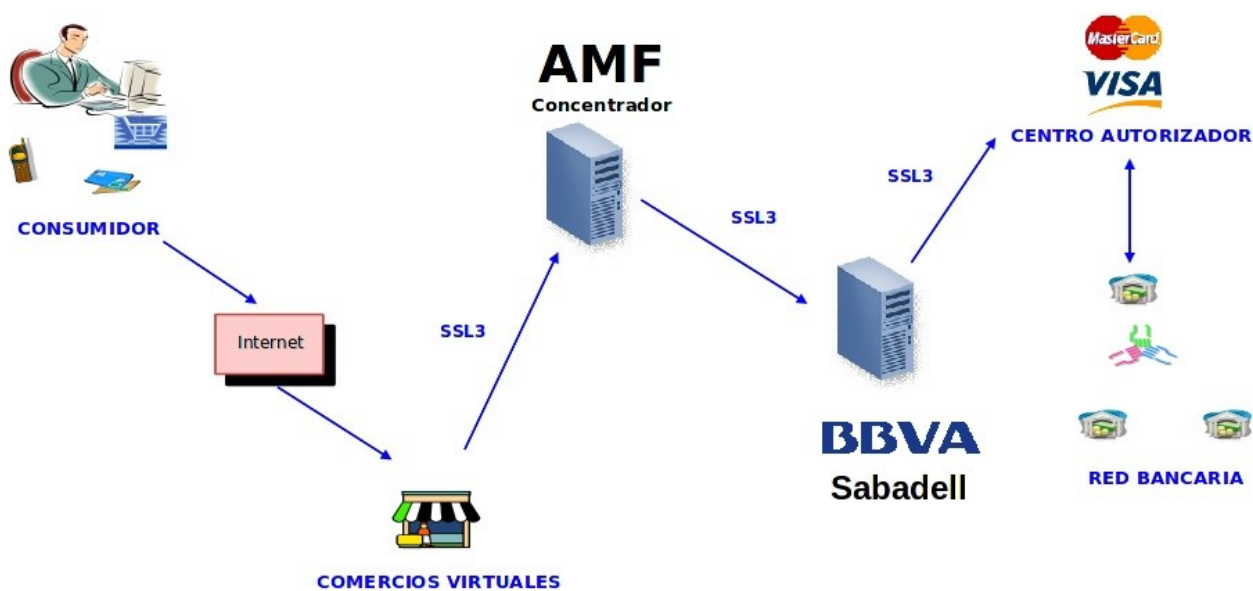 AMF
Concentrador
MasterCard
VISA
CENTRO AUTORIZADOR
SSL3
SSL3
CONSUMIDOR
Internet
SSL3
BBVA
Sabadell
RED BANCARIA
COMERCIOS VIRTUALES